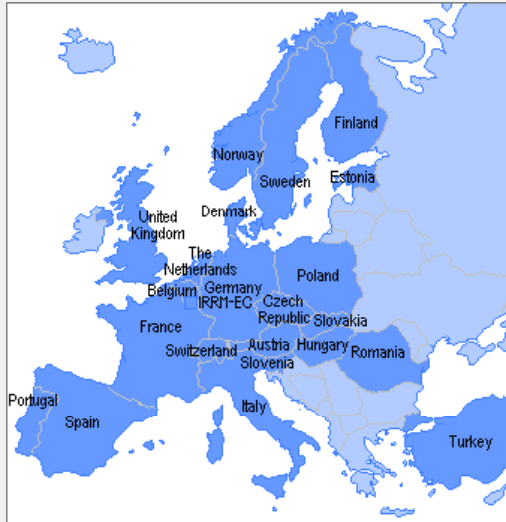 Finland
Norway
Estonia
Sweden
Denmark
United
Kingdom
The
Netherlands
Poland
Belgium
Germany
IRRM-EC
Czech
Republic
Slovakia
France
Austria
Hungary
Romania
Switzerland
Slovenia
Portugal
Spain
Italy
Turkey